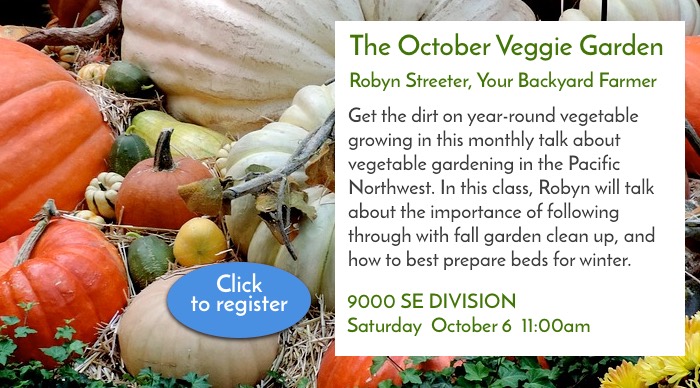 The October Veggie Garden
Robyn Streeter, Your Backyard Farmer
Get the dirt on year-round vegetable
growing in this monthly talk about
vegetable gardening in the Pacific
Northwest. In this class, Robyn will talk
about the importance of following
through with fall garden clean up, and
how to best prepare beds for winter.
9000 SE DIVISION
Saturday October 6 11:00am
Click
to register